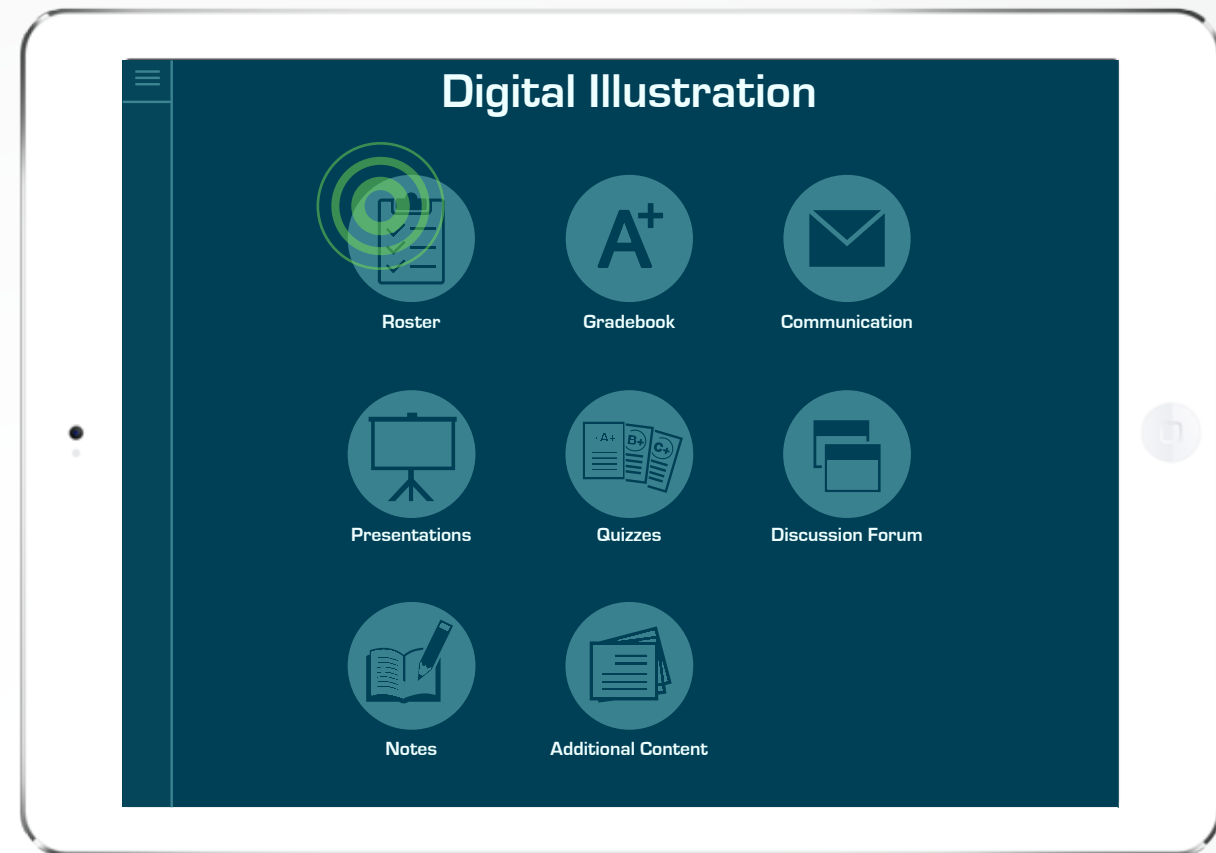 Digital Illustration
A+
Roster
Gradebook
Communication
A+
B+
C+
Presentations
Quizzes
Discussion Forum
Notes
Additional Content